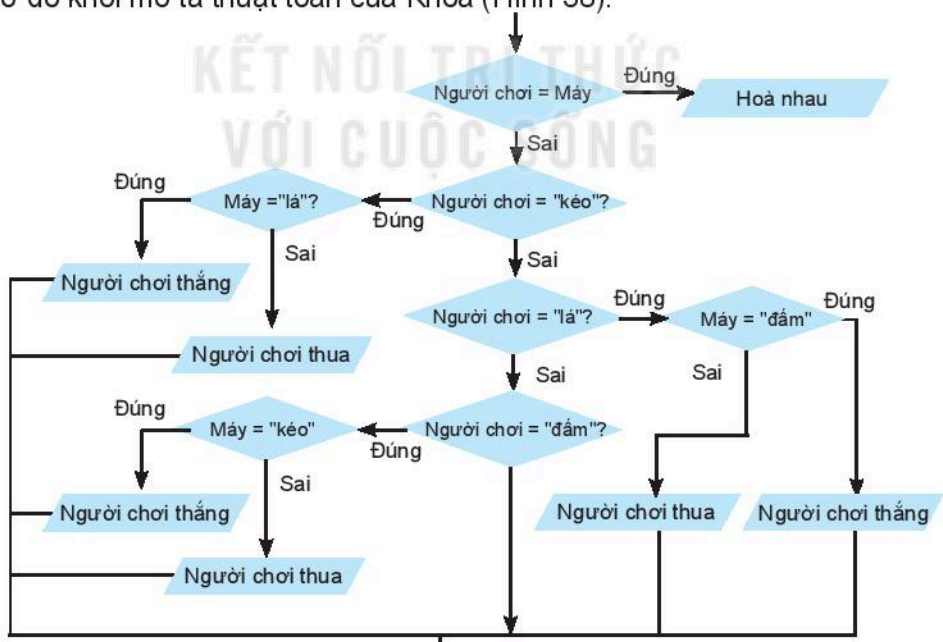 ơ đồ khối mô tả thuật toán của Khoa (Hình 38).
KẾT NỐI TRI THỨC
VỚI CUỘC SỐNG
Người chơi = Máy
Đúng
Hoà nhau
Sai
Đúng
Máy ="lá"?
Đúng
Người chơi = "kéo"?
Sai
Sai
Người chơi thắng
Người chơi = "lá"?
Đúng
Máy = "đấm"
Đúng
Người chơi thua
Sai
Sai
Đúng
Máy = "kéo"
Đúng
Người chơi = "đấm"?
Sai
Người chơi thắng
Người chơi thua
Người chơi thắng
Người chơi thua